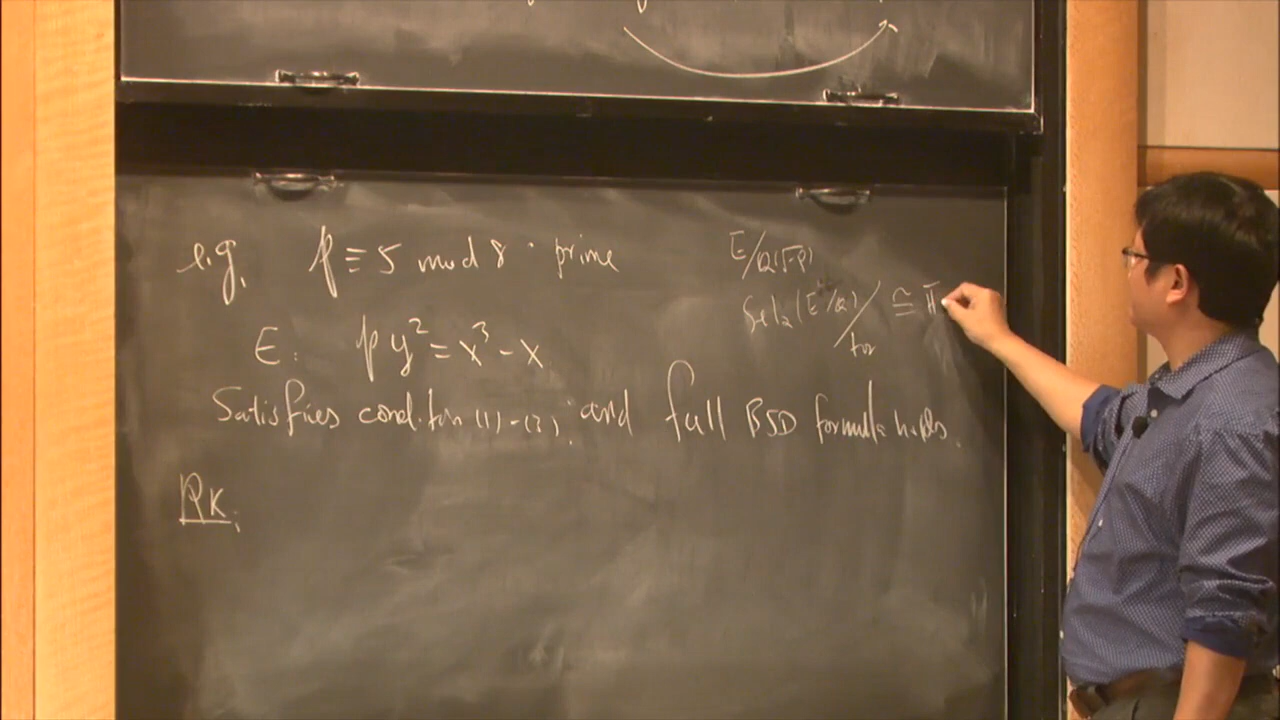 e.g. p ≡ 5 mod 8 prime
E: py² = x³ - x
Satisfies condition (1)-(3), and full BSD formula holds.
Rk:
E/Q(√-p)
Sel₂(E/Q)/tor ≅